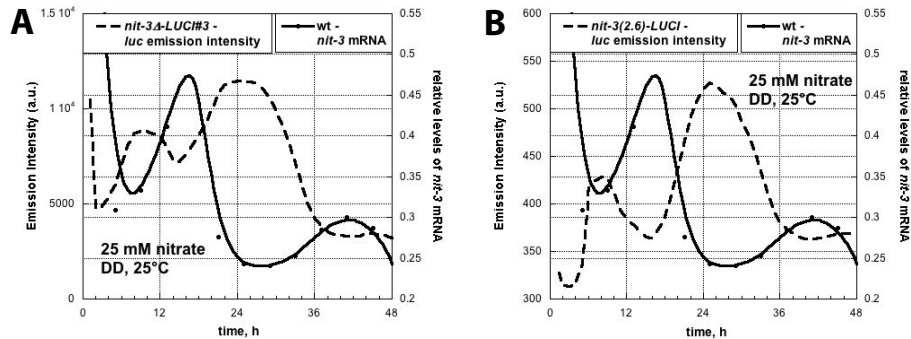 A
nit-3Δ-LUCI#3 -
luc emission intensity
wt -
nit-3 mRNA
1.5 10⁴
1 10⁴
5000
0
Emission Intensity (a.u.)
0.55
0.5
0.45
0.4
0.35
0.3
0.25
0.2
relative levels of nit-3 mRNA
25 mM nitrate
DD, 25°C
0 12 24 36 48
time, h
B
nit-3(2.6)-LUCI -
luc emission intensity
wt -
nit-3 mRNA
600
550
500
450
400
350
300
Emission Intensity (a.u.)
0.55
0.5
0.45
0.4
0.35
0.3
0.25
0.2
relative levels of nit-3 mRNA
25 mM nitrate
DD, 25°C
0 12 24 36 48
time, h